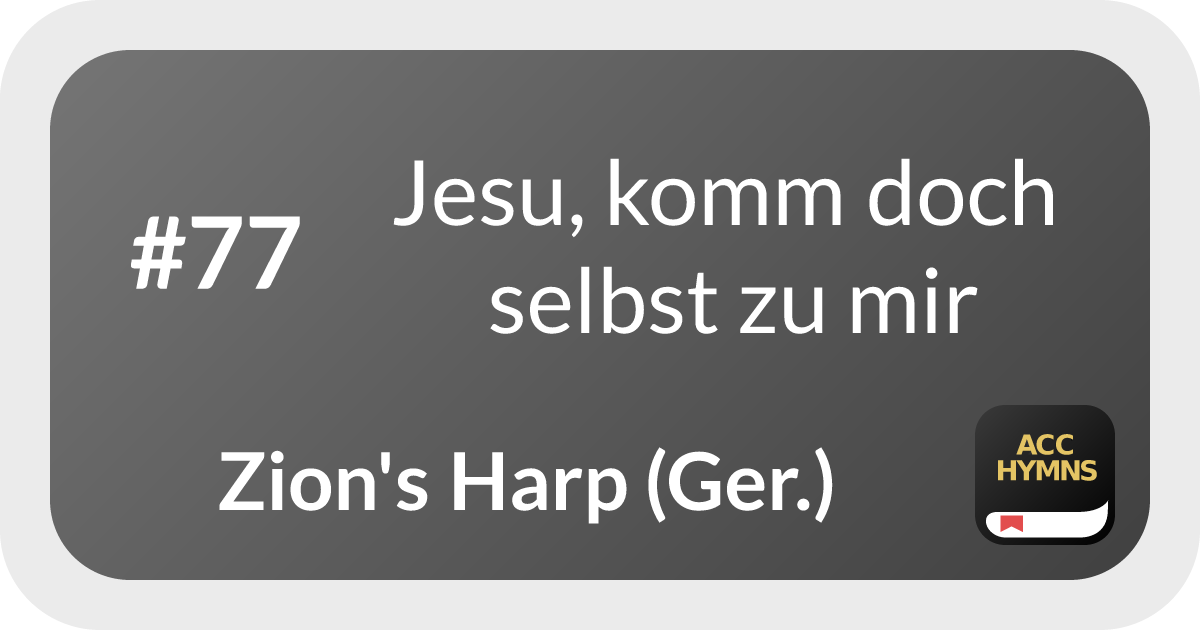 #77
Jesu, komm doch
selbst zu mir
Zion's Harp (Ger.)
ACC
HYMNS